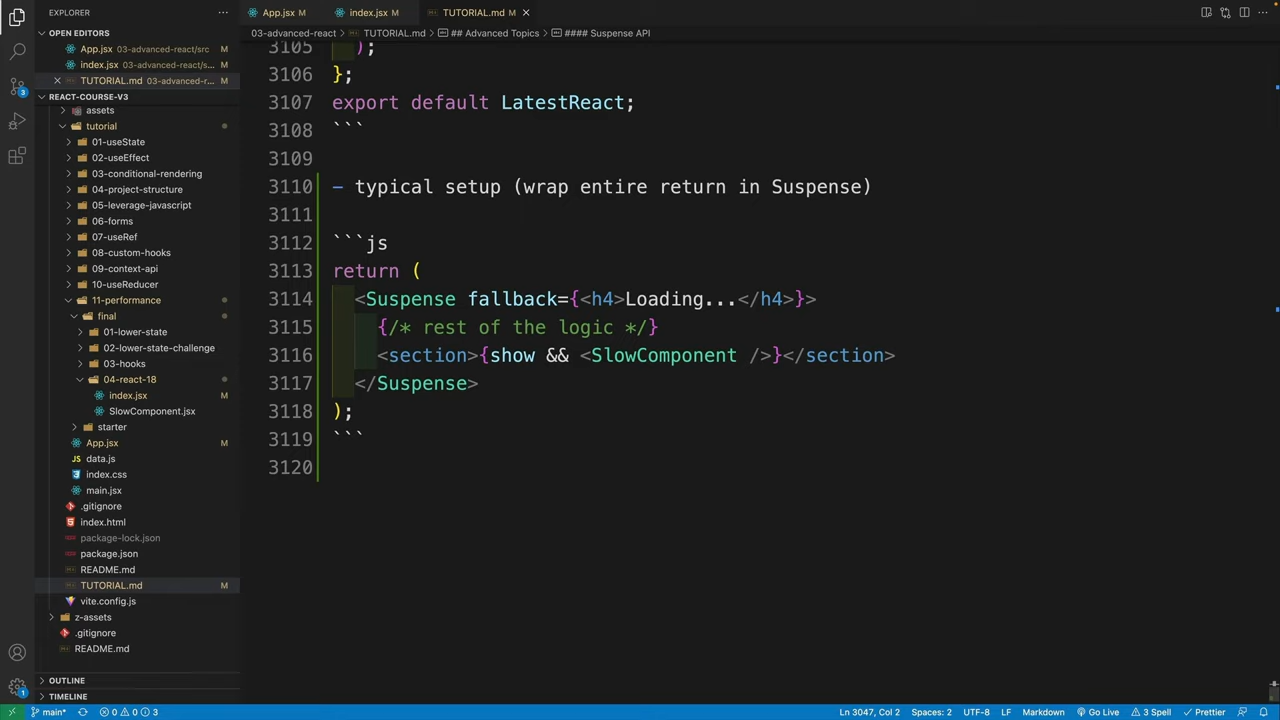 EXPLORER
···
App.jsx M
index.jsx M
TUTORIAL.md M
OPEN EDITORS
App.jsx 03-advanced-react/src M
index.jsx 03-advanced-react/s... M
TUTORIAL.md 03-advanced-r... M
REACT-COURSE-V3
assets
tutorial
01-useState
02-useEffect
03-conditional-rendering
04-project-structure
05-leverage-javascript
06-forms
07-useRef
08-custom-hooks
09-context-api
10-useReducer
11-performance
final
01-lower-state
02-lower-state-challenge
03-hooks
04-react-18
index.jsx
SlowComponent.jsx
starter
App.jsx M
JS data.js
index.css
main.jsx
.gitignore
index.html
package-lock.json
package.json
README.md
TUTORIAL.md M
vite.config.js
z-assets
.gitignore
README.md
OUTLINE
TIMELINE
3
1
03-advanced-react > TUTORIAL.md > ## Advanced Topics > #### Suspense API
3105 );
3106 };
3107 export default LatestReact;
3108 ```
3109
3110 - typical setup (wrap entire return in Suspense)
3111
3112 ```js
3113 return (
3114 <Suspense fallback={<h4>Loading...</h4>}>
3115 {/* rest of the logic */}
3116 <section>{show && <SlowComponent />}</section>
3117 </Suspense>
3118 );
3119 ```
3120
main* 0 0 3 Ln 3047, Col 2 Spaces: 2 UTF-8 LF Markdown Go Live 3 Spell Prettier